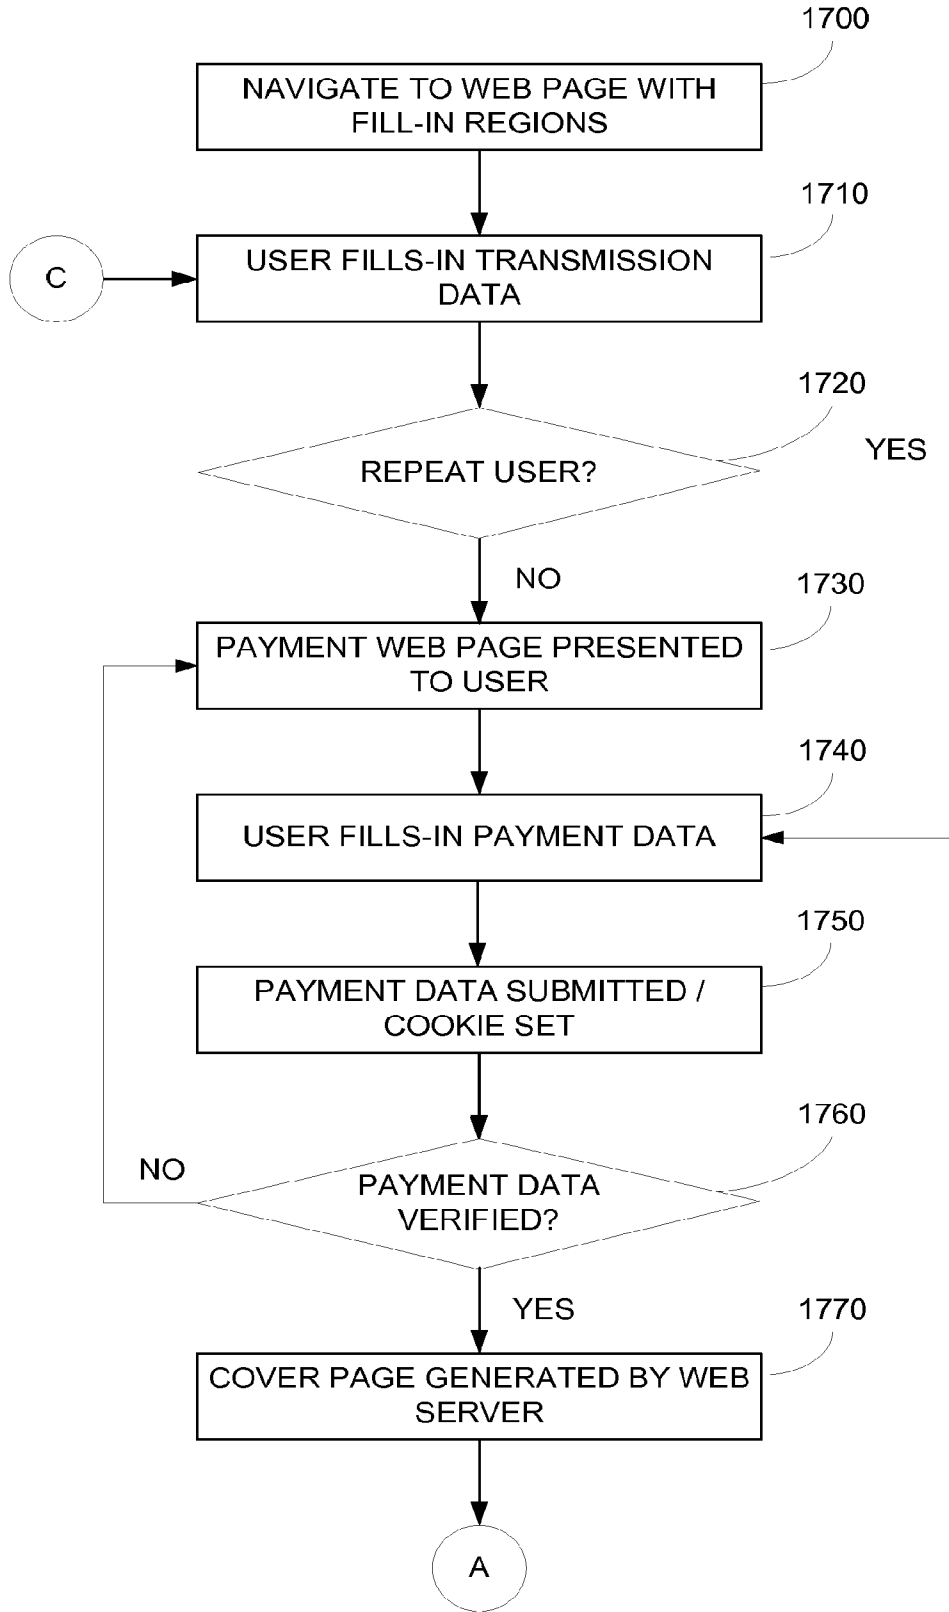 1700
NAVIGATE TO WEB PAGE WITH
FILL-IN REGIONS
1710
C
USER FILLS-IN TRANSMISSION
DATA
1720
YES
REPEAT USER?
NO
1730
PAYMENT WEB PAGE PRESENTED
TO USER
1740
USER FILLS-IN PAYMENT DATA
1750
PAYMENT DATA SUBMITTED /
COOKIE SET
1760
NO
PAYMENT DATA
VERIFIED?
YES
1770
COVER PAGE GENERATED BY WEB
SERVER
A